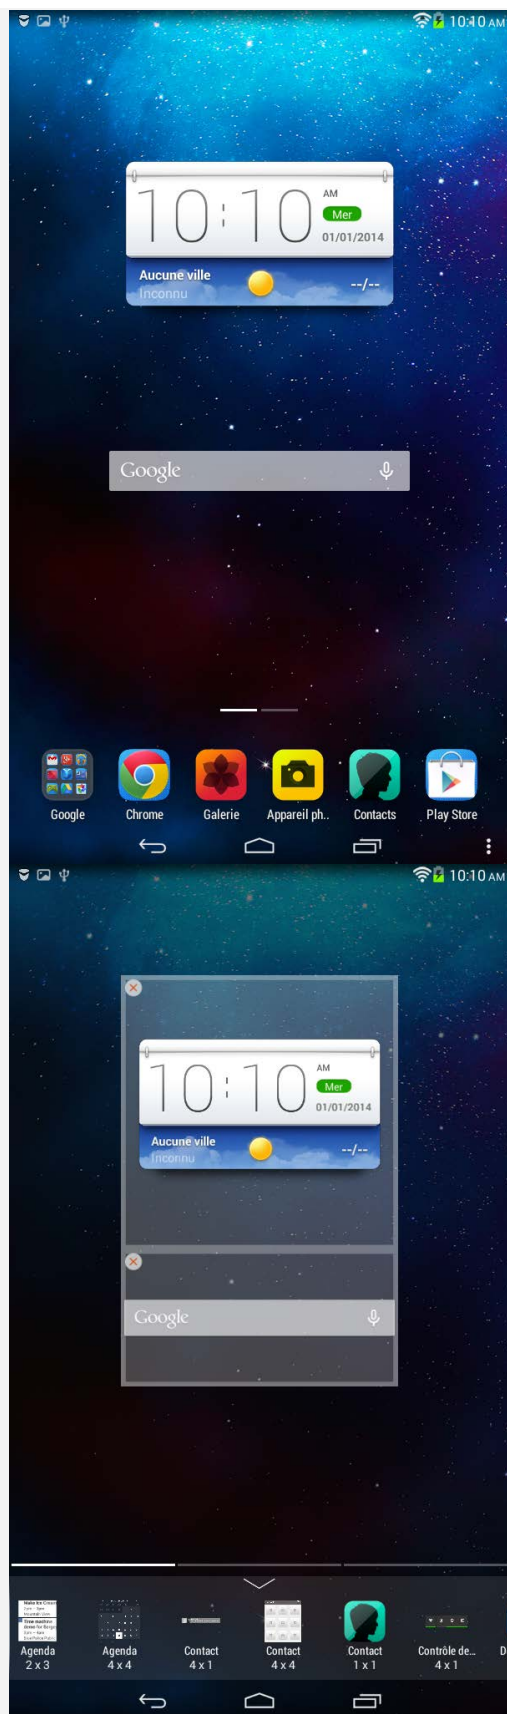 10:10 AM
10:10
AM
Mer
01/01/2014
Aucune ville
Inconnu
--/--
Google
Google
Chrome
Galerie
Appareil ph..
Contacts
Play Store
10:10 AM
10:10
AM
Mer
01/01/2014
Aucune ville
Inconnu
--/--
Google
Agenda
2 x 3
Agenda
4 x 4
Contact
4 x 1
Contact
4 x 4
Contact
1 x 1
Contrôle de...
4 x 1
D